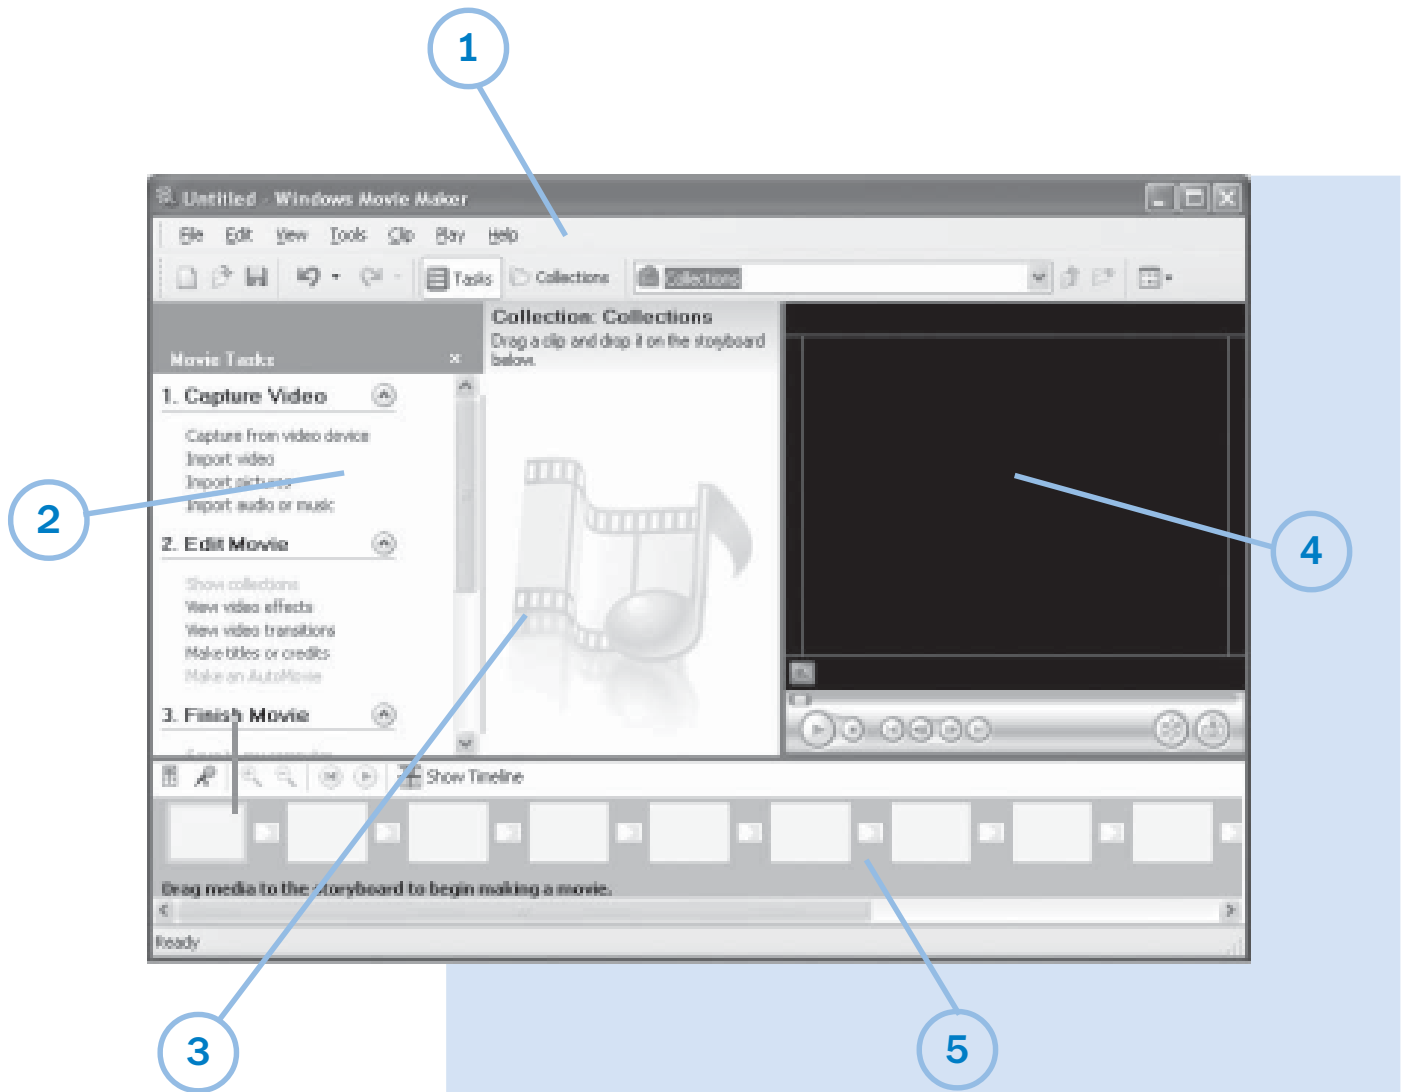 1
Untitled - Windows Movie Maker
File Edit View Tools Clip Play Help
Tasks Collections Collections
Collection: Collections
Drag a clip and drop it on the storyboard
below.
Movie Tasks
1. Capture Video
Capture from video device
Import video
Import pictures
Import audio or music
2
2. Edit Movie
Show collections
View video effects
View video transitions
Make titles or credits
Make an AutoMovie
4
3. Finish Movie
Save to my computer
Show Timeline
Drag media to the storyboard to begin making a movie.
Ready
3
5